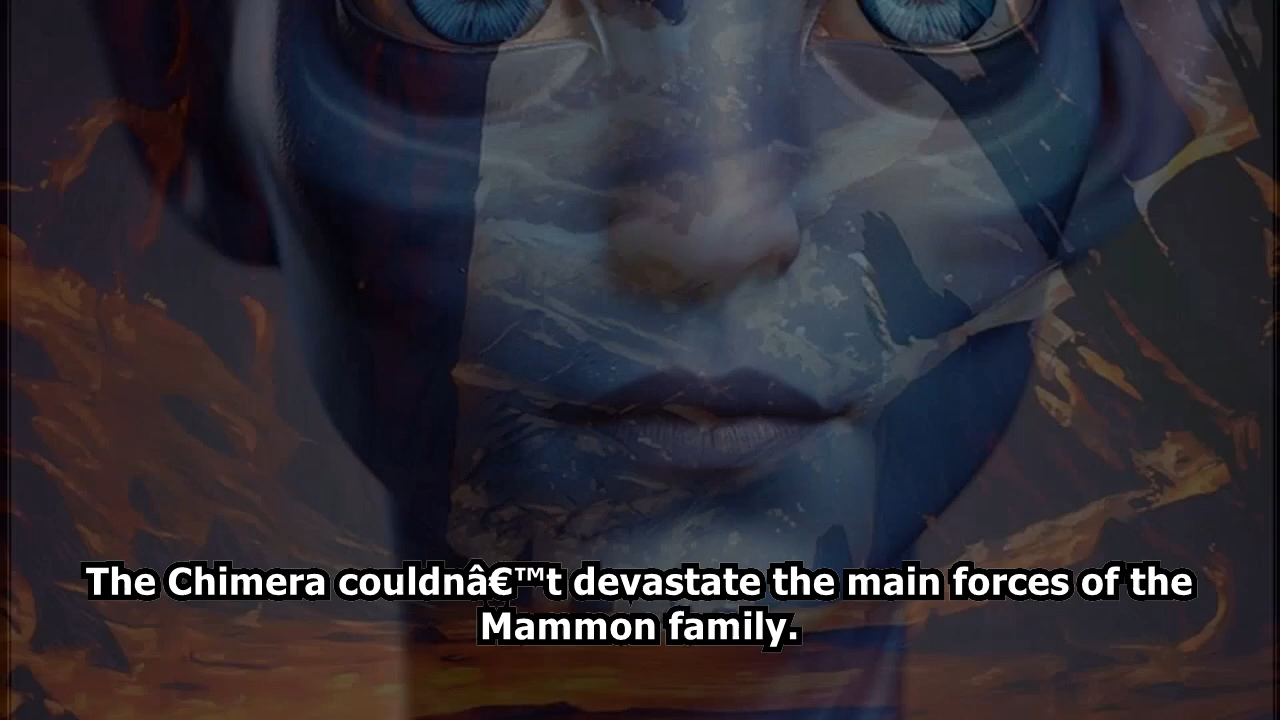 The Chimera couldnâ€™t devastate the main forces of the
Mammon family.